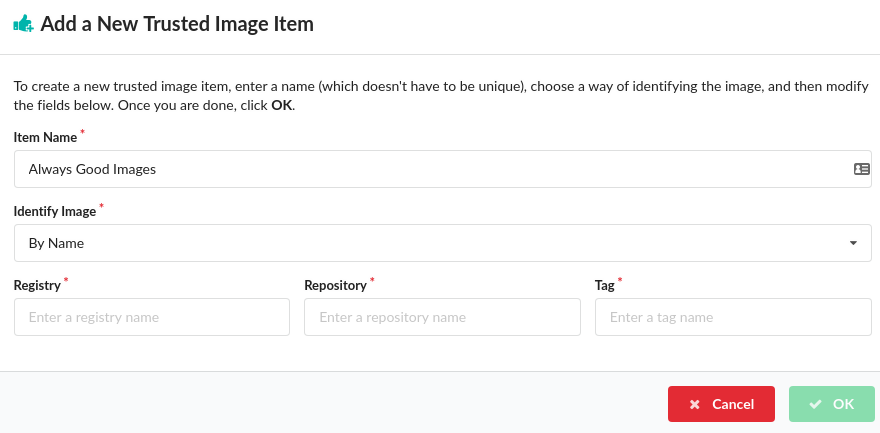 Add a New Trusted Image Item
To create a new trusted image item, enter a name (which doesn't have to be unique), choose a way of identifying the image, and then modify
the fields below. Once you are done, click OK.
Item Name *
Always Good Images
Identify Image *
By Name
Registry * Repository * Tag *
Enter a registry name Enter a repository name Enter a tag name
Cancel OK